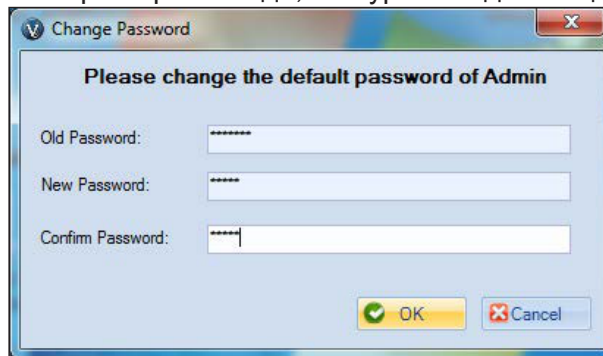 Change Password
Please change the default password of Admin
Old Password: *******
New Password: *****
Confirm Password: *****
OK Cancel